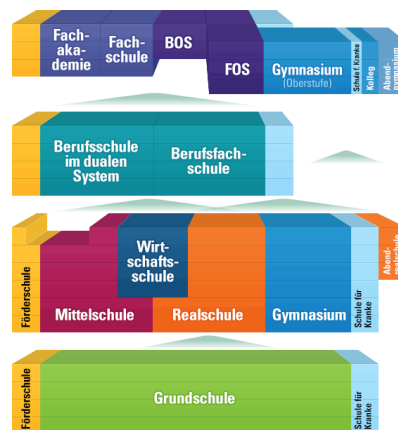 Fach-
aka-
demie
Fach-
schule
BOS
FOS
Gymnasium
(Oberstufe)
Schule f. Kranke
Kolleg
Abend-
gymnasium
Berufsschule
im dualen
System
Berufsfach-
schule
Förderschule
Mittelschule
Wirt-
schafts-
schule
Realschule
Gymnasium
Schule für
Kranke
Abend-
realschule
Förderschule
Grundschule
Schule für
Kranke